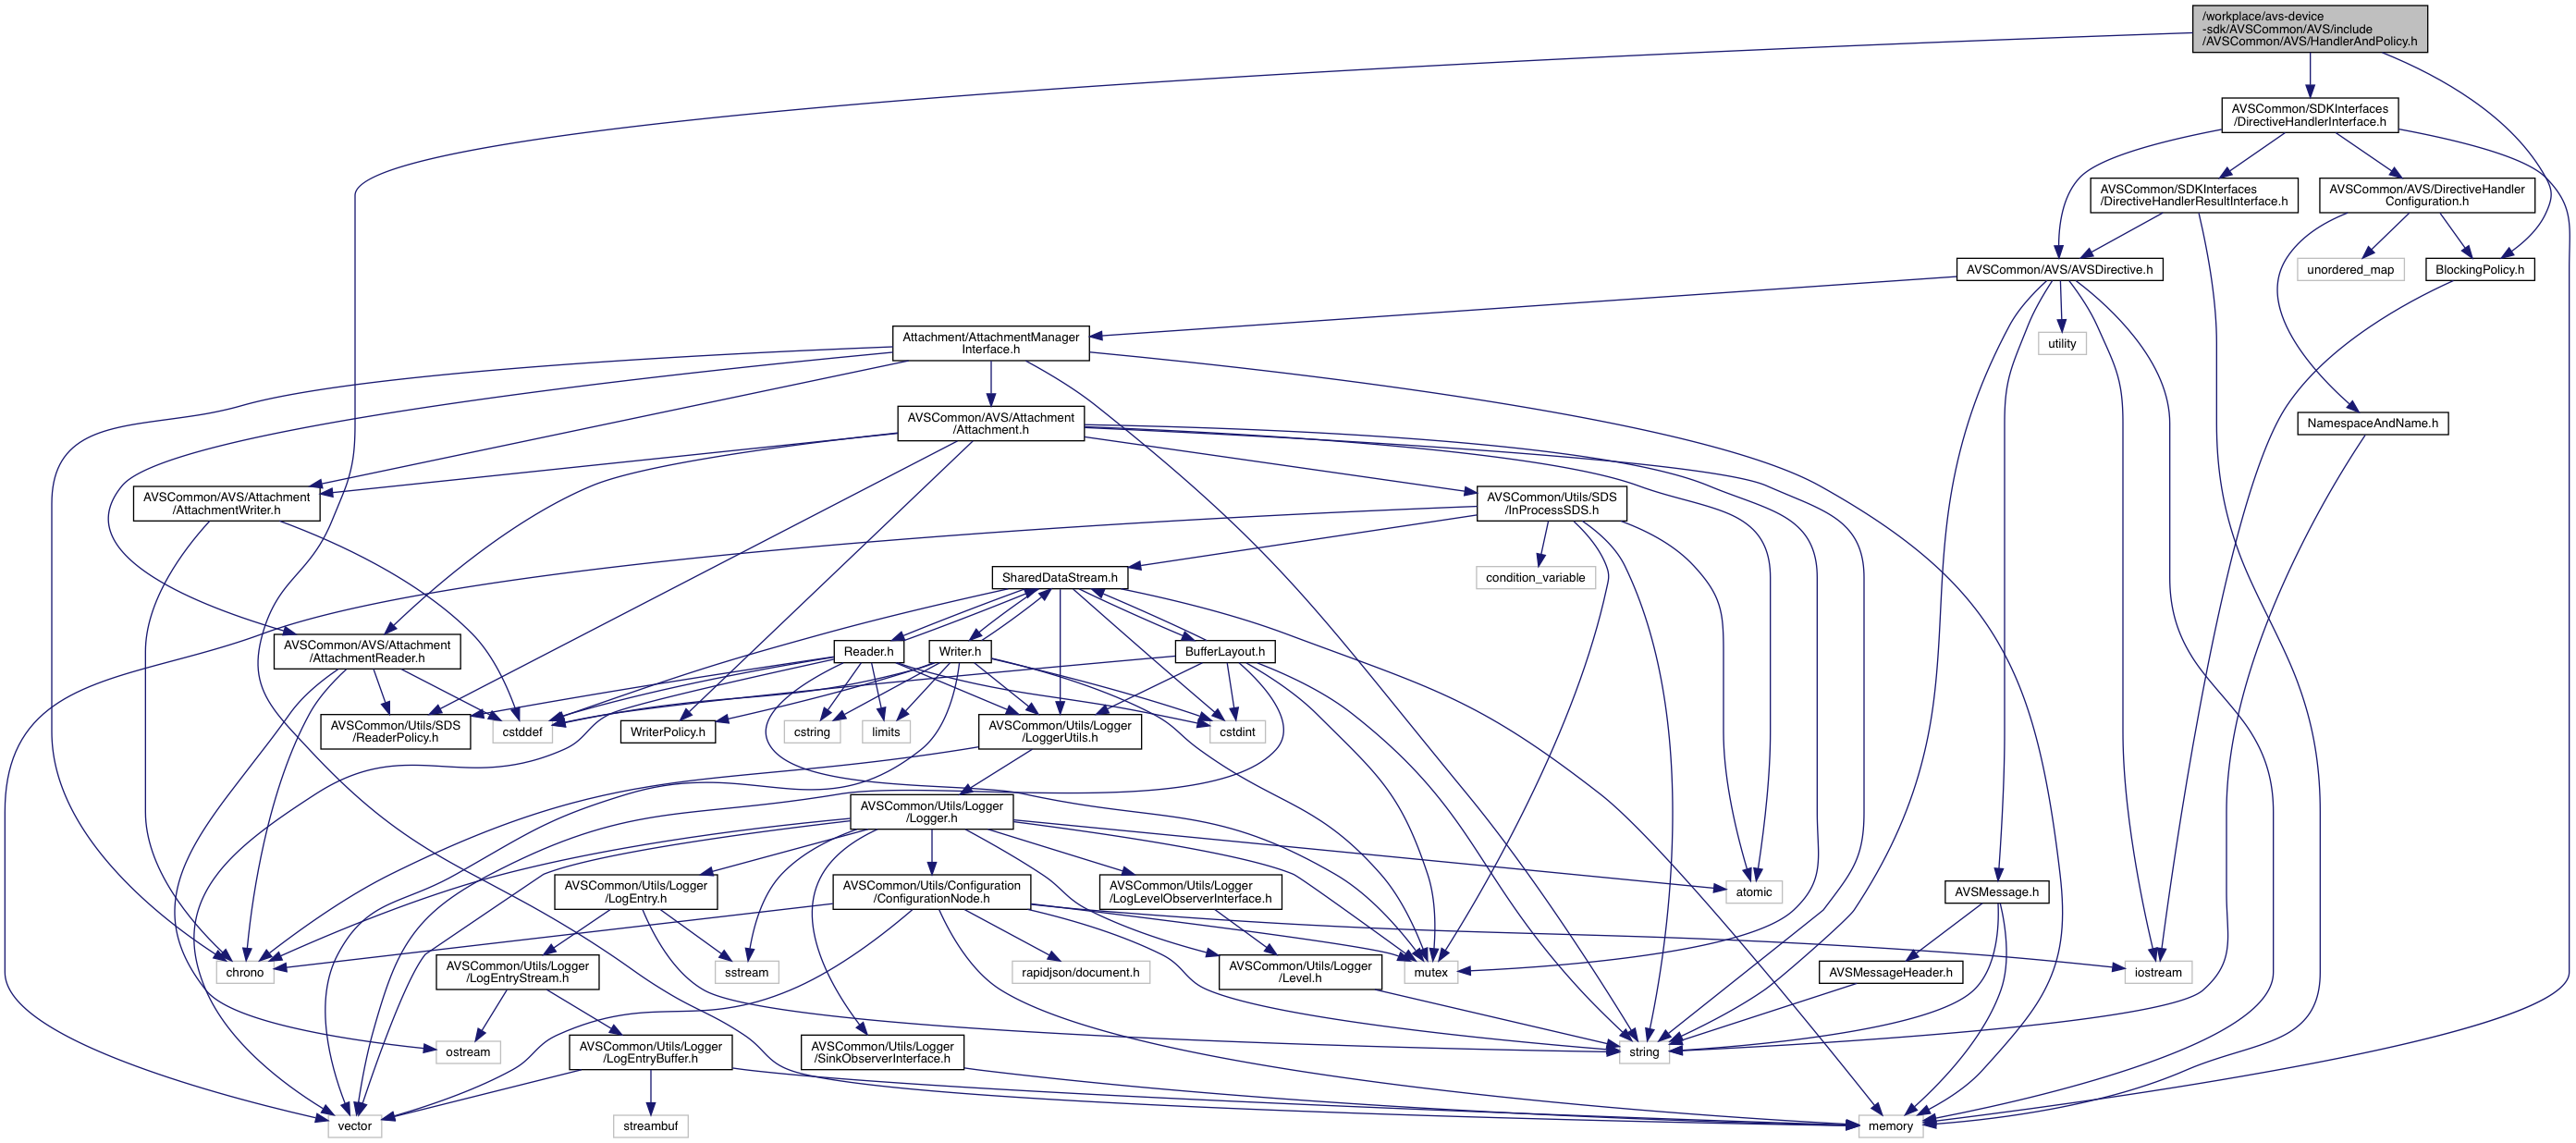 /workplace/avs-device
-sdk/AVSCommon/AVS/include
/AVSCommon/AVS/HandlerAndPolicy.h
AVSCommon/SDKInterfaces
/DirectiveHandlerInterface.h
AVSCommon/SDKInterfaces
/DirectiveHandlerResultInterface.h
AVSCommon/AVS/DirectiveHandler
Configuration.h
AVSCommon/AVS/AVSDirective.h
unordered_map
BlockingPolicy.h
Attachment/AttachmentManager
Interface.h
utility
AVSCommon/AVS/Attachment
/Attachment.h
NamespaceAndName.h
AVSCommon/AVS/Attachment
/AttachmentWriter.h
AVSCommon/Utils/SDS
/InProcessSDS.h
SharedDataStream.h
condition_variable
AVSCommon/AVS/Attachment
/AttachmentReader.h
Reader.h
Writer.h
BufferLayout.h
AVSCommon/Utils/SDS
/ReaderPolicy.h
cstddef
WriterPolicy.h
cstring
limits
AVSCommon/Utils/Logger
/LoggerUtils.h
cstdint
AVSCommon/Utils/Logger
/Logger.h
AVSCommon/Utils/Logger
/LogEntry.h
AVSCommon/Utils/Configuration
/ConfigurationNode.h
AVSCommon/Utils/Logger
/LogLevelObserverInterface.h
atomic
AVSMessage.h
chrono
AVSCommon/Utils/Logger
/LogEntryStream.h
sstream
rapidjson/document.h
AVSCommon/Utils/Logger
/Level.h
mutex
AVSMessageHeader.h
iostream
ostream
AVSCommon/Utils/Logger
/LogEntryBuffer.h
AVSCommon/Utils/Logger
/SinkObserverInterface.h
string
vector
streambuf
memory